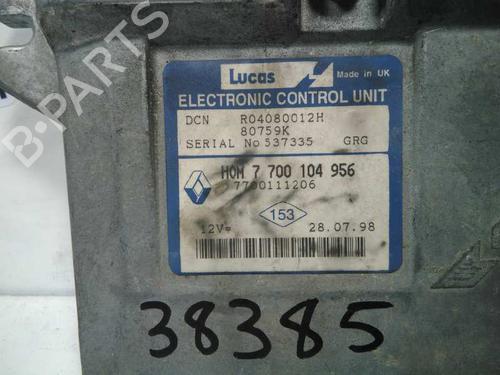 B-PARTS
Lucas Made in UK
ELECTRONIC CONTROL UNIT
DCN R04080012H
80759K
SERIAL No 537335 GRG
HOM 7 700 104 956
7700111206
153
12V= 28.07.98
38385